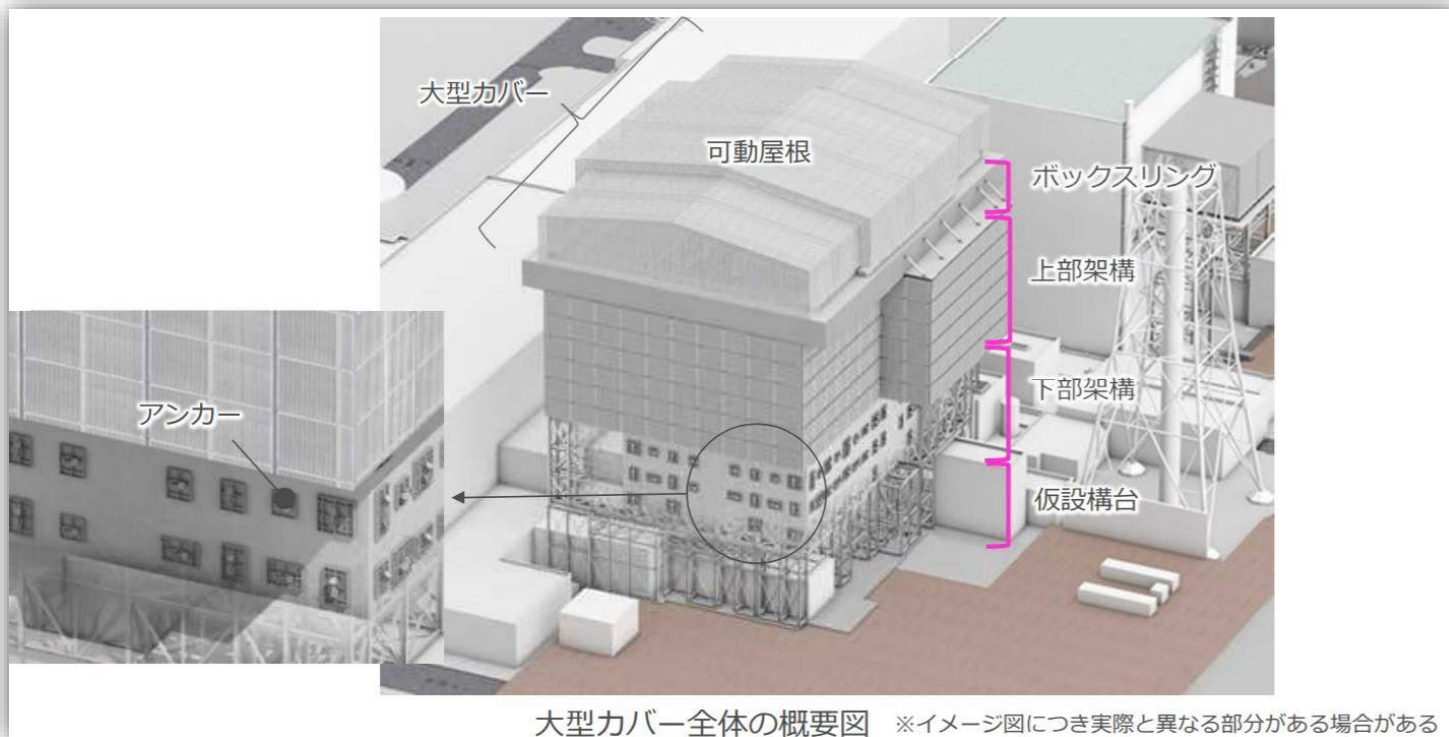 大型カバー
可動屋根
ボックスリング
上部架構
アンカー
下部架構
仮設構台
大型カバー全体の概要図 ※イメージ図につき実際と異なる部分がある場合がある